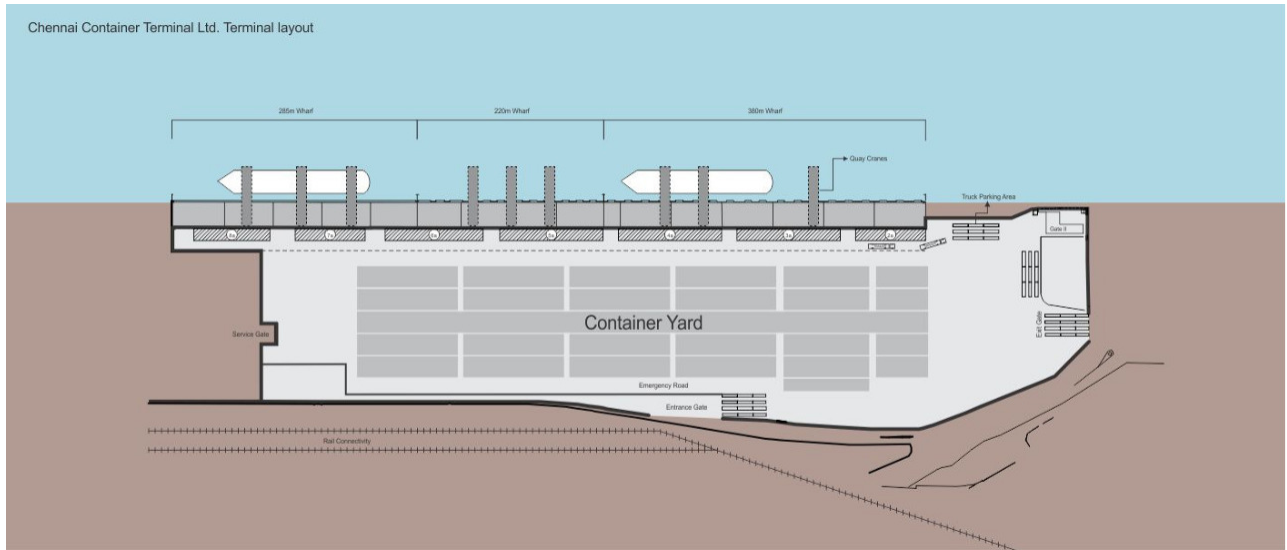 Chennai Container Terminal Ltd. Terminal layout
285m Wharf
220m Wharf
380m Wharf
Quay Cranes
Truck Parking Area
Gate II
Container Yard
Service Gate
Exit Gate
Emergency Road
Entrance Gate
Rail Connectivity